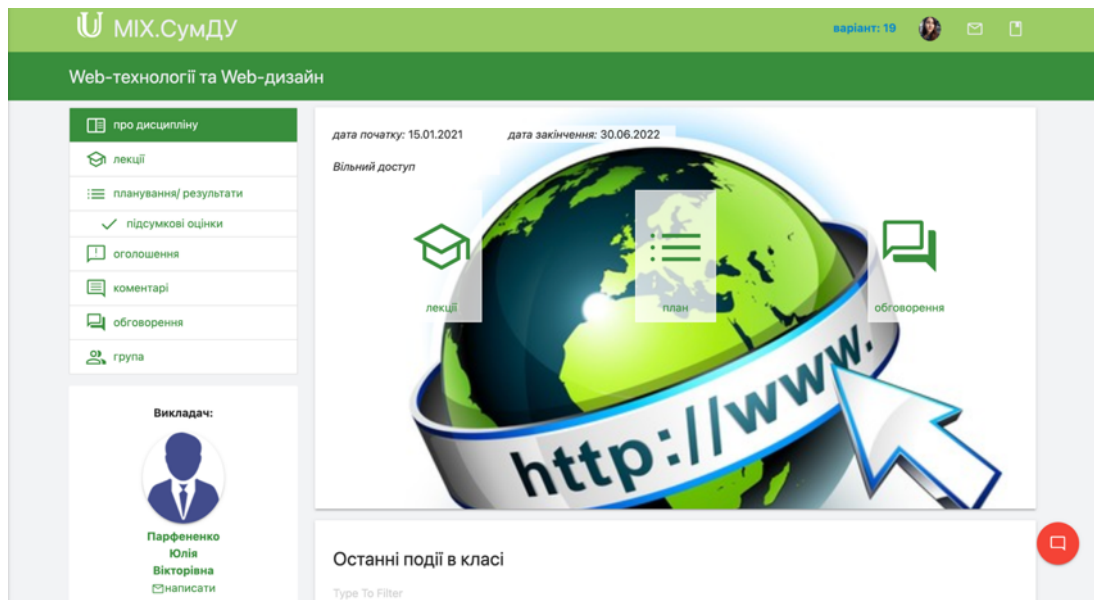 MIX.СумДУ
варіант: 19
Web-технології та Web-дизайн
про дисципліну
лекції
планування/ результати
підсумкові оцінки
оголошення
коментарі
обговорення
група
Викладач:
Парфененко
Юлія
Вікторівна
написати
дата початку: 15.01.2021 дата закінчення: 30.06.2022
Вільний доступ
лекції
план
обговорення
http://www.
Останні події в класі
Type To Filter